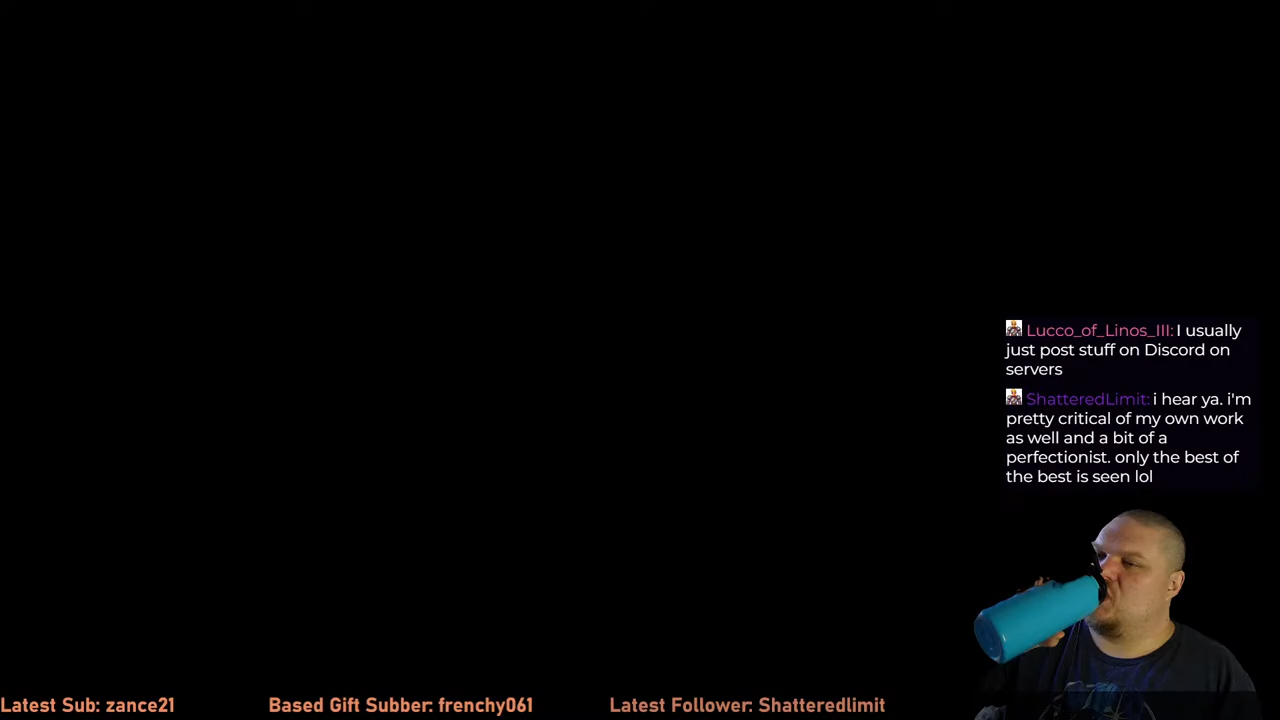 Lucco_of_Linos_III: I usually
just post stuff on Discord on
servers
ShatteredLimit: i hear ya. i'm
pretty critical of my own work
as well and a bit of a
perfectionist. only the best of
the best is seen lol
Latest Sub: zance21
Based Gift Subber: frenchy061
Latest Follower: Shatteredlimit